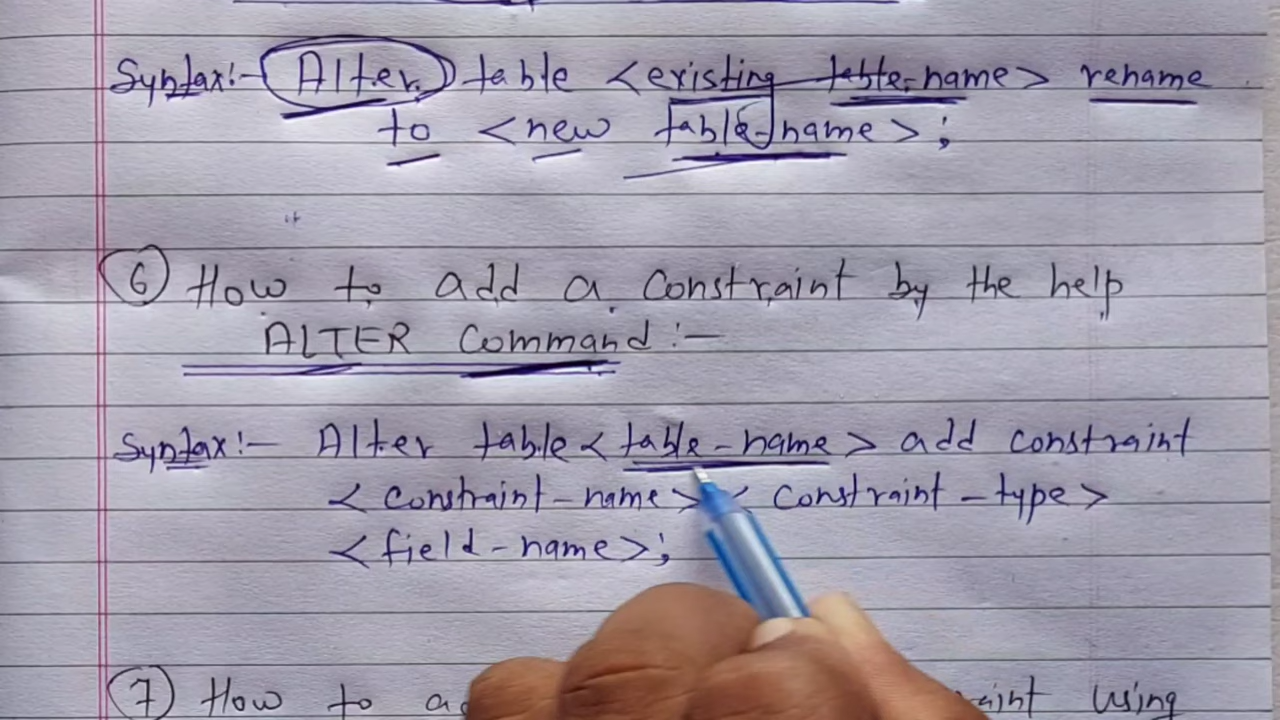 Syntax:- Alter table <existing table-name> rename
to <new table-name>;
6 How to add a constraint by the help
ALTER Command:-
Syntax:- Alter table <table-name> add constraint
<constraint-name> <constraint-type>
<field-name>;
7 How to using